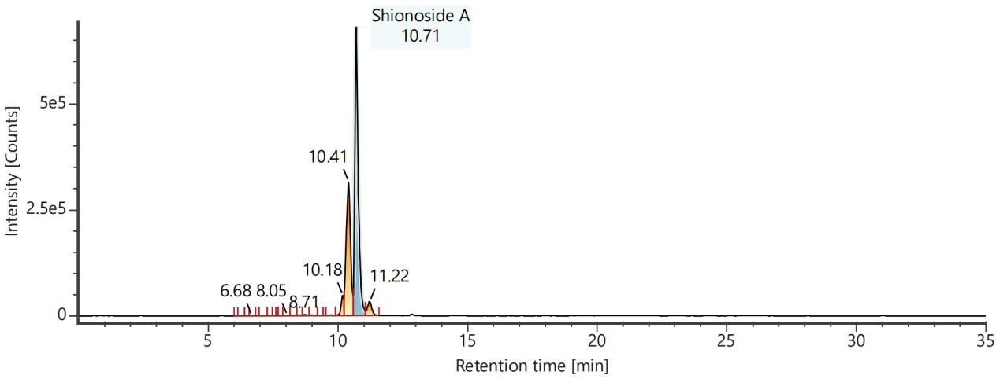 Shionoside A
10.71
5e5
10.41
Intensity [Counts]
2.5e5
10.18
11.22
6.68 8.05
8.71
0
5 10 15 20 25 30 35
Retention time [min]